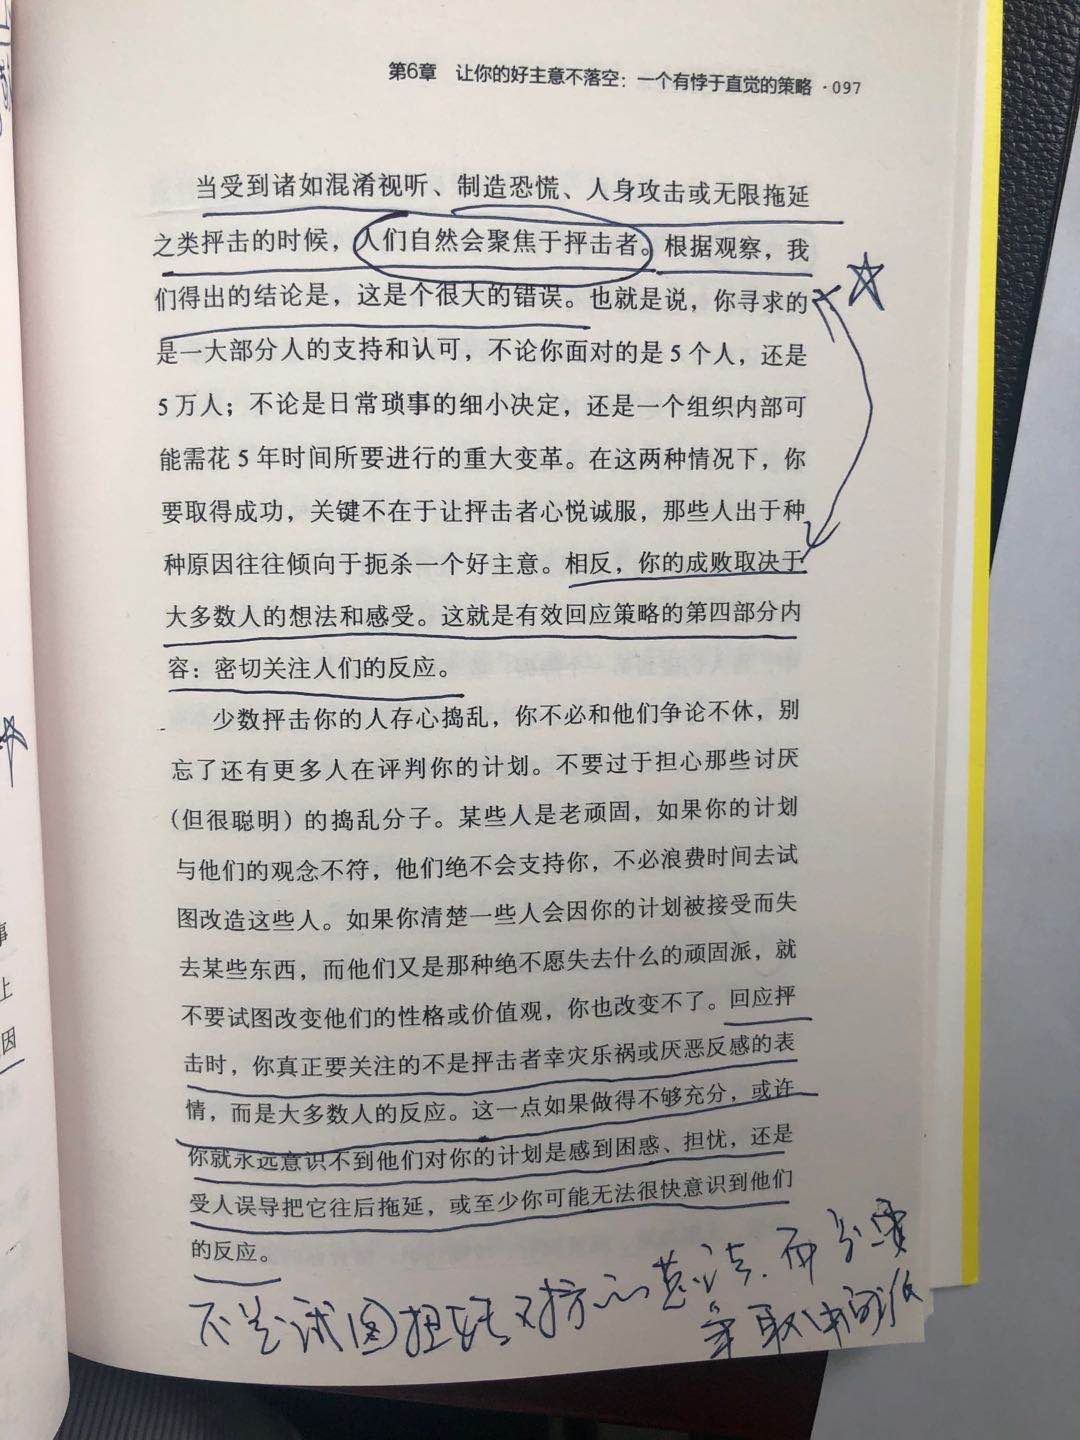 第6章 让你的好主意不落空：一个有悖于直觉的策略 · 097
当受到诸如混淆视听、制造恐慌、人身攻击或无限拖延
之类抨击的时候，人们自然会聚焦于抨击者。根据观察，我
们得出的结论是，这是个很大的错误。也就是说，你寻求的
是一大部分人的支持和认可，不论你面对的是5个人，还是
5万人；不论是日常琐事的细小决定，还是一个组织内部可
能需花5年时间所要进行的重大变革。在这两种情况下，你
要取得成功，关键不在于让抨击者心悦诚服，那些人出于种
种原因往往倾向于扼杀一个好主意。相反，你的成败取决于
大多数人的想法和感受。这就是有效回应策略的第四部分内
容：密切关注人们的反应。
少数抨击你的人存心捣乱，你不必和他们争论不休，别
忘了还有更多人在评判你的计划。不要过于担心那些讨厌
（但很聪明）的捣乱分子。某些人是老顽固，如果你的计划
与他们的观念不符，他们绝不会支持你，不必浪费时间去试
图改造这些人。如果你清楚一些人会因你的计划被接受而失
去某些东西，而他们又是那种绝不愿失去什么的顽固派，就
不要试图改变他们的性格或价值观，你也改变不了。回应抨
击时，你真正要关注的不是抨击者幸灾乐祸或厌恶反感的表
情，而是大多数人的反应。这一点如果做得不够充分，或许
你就永远意识不到他们对你的计划是感到困惑、担忧，还是
受人误导把它往后拖延，或至少你可能无法很快意识到他们
的反应。
不要试图扭转对方的想法，而是要
争取中间派
事
上
因